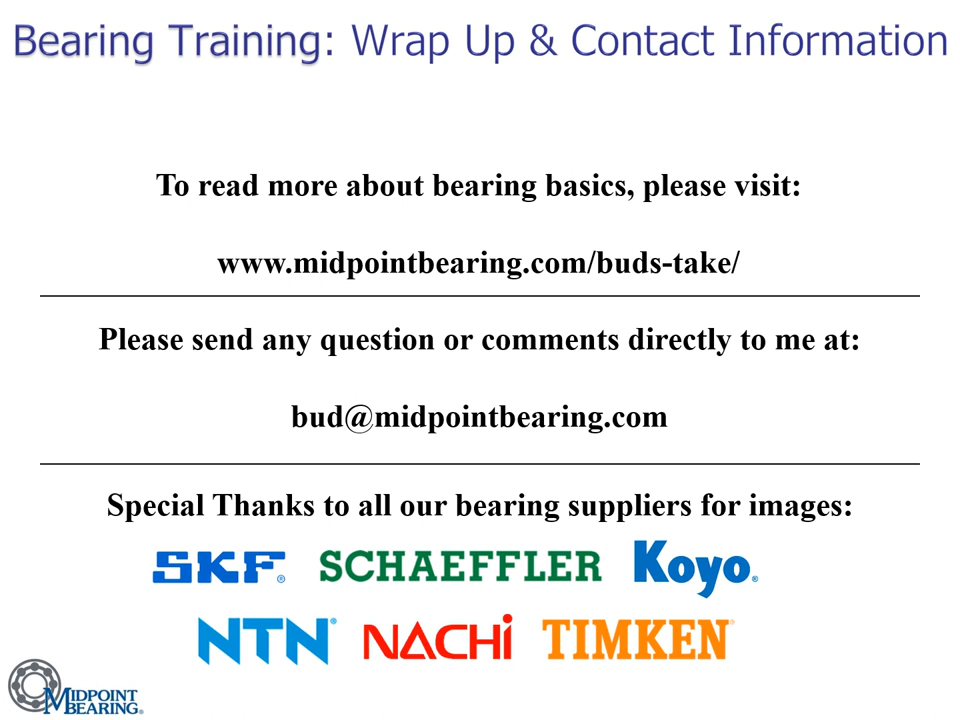 Bearing Training: Wrap Up & Contact Information
To read more about bearing basics, please visit:
www.midpointbearing.com/buds-take/
Please send any question or comments directly to me at:
bud@midpointbearing.com
Special Thanks to all our bearing suppliers for images:
SKF® SCHAEFFLER Koyo®
NTN® NACHi TIMKEN®
MIDPOINT
BEARING®